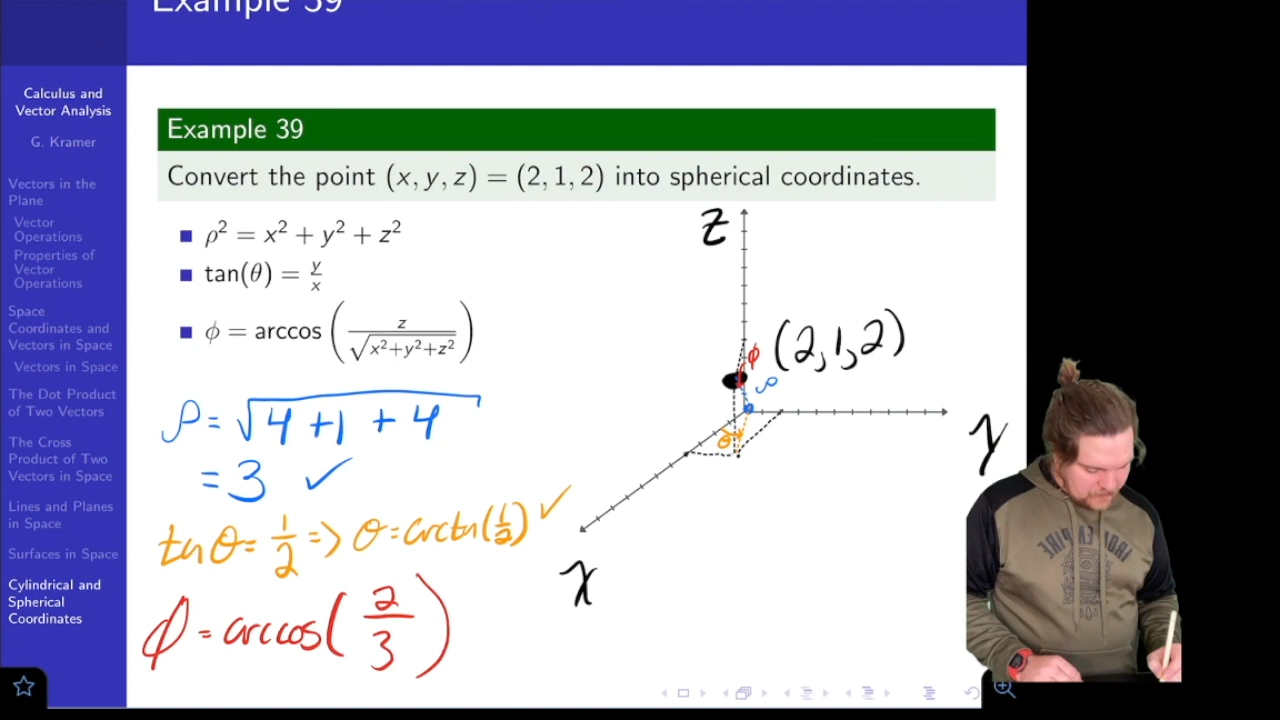 Example 39
Calculus and
Vector Analysis
G. Kramer
Vectors in the
Plane
Vector
Operations
Properties of
Vector
Operations
Space
Coordinates and
Vectors in Space
Vectors in Space
The Dot Product
of Two Vectors
The Cross
Product of Two
Vectors in Space
Lines and Planes
in Space
Surfaces in Space
Cylindrical and
Spherical
Coordinates
Example 39
Convert the point (x, y, z) = (2, 1, 2) into spherical coordinates.
ρ² = x² + y² + z²
tan(θ) = y/x
ϕ = arccos(z/√(x²+y²+z²))
ρ = √(4 + 1 + 4)
= 3 ✓
tan θ = 1/2 => θ = arctn(1/2) ✓
ϕ = arccos(2/3)
z
(2,1,2)
ϕ
ρ
θ
y
x